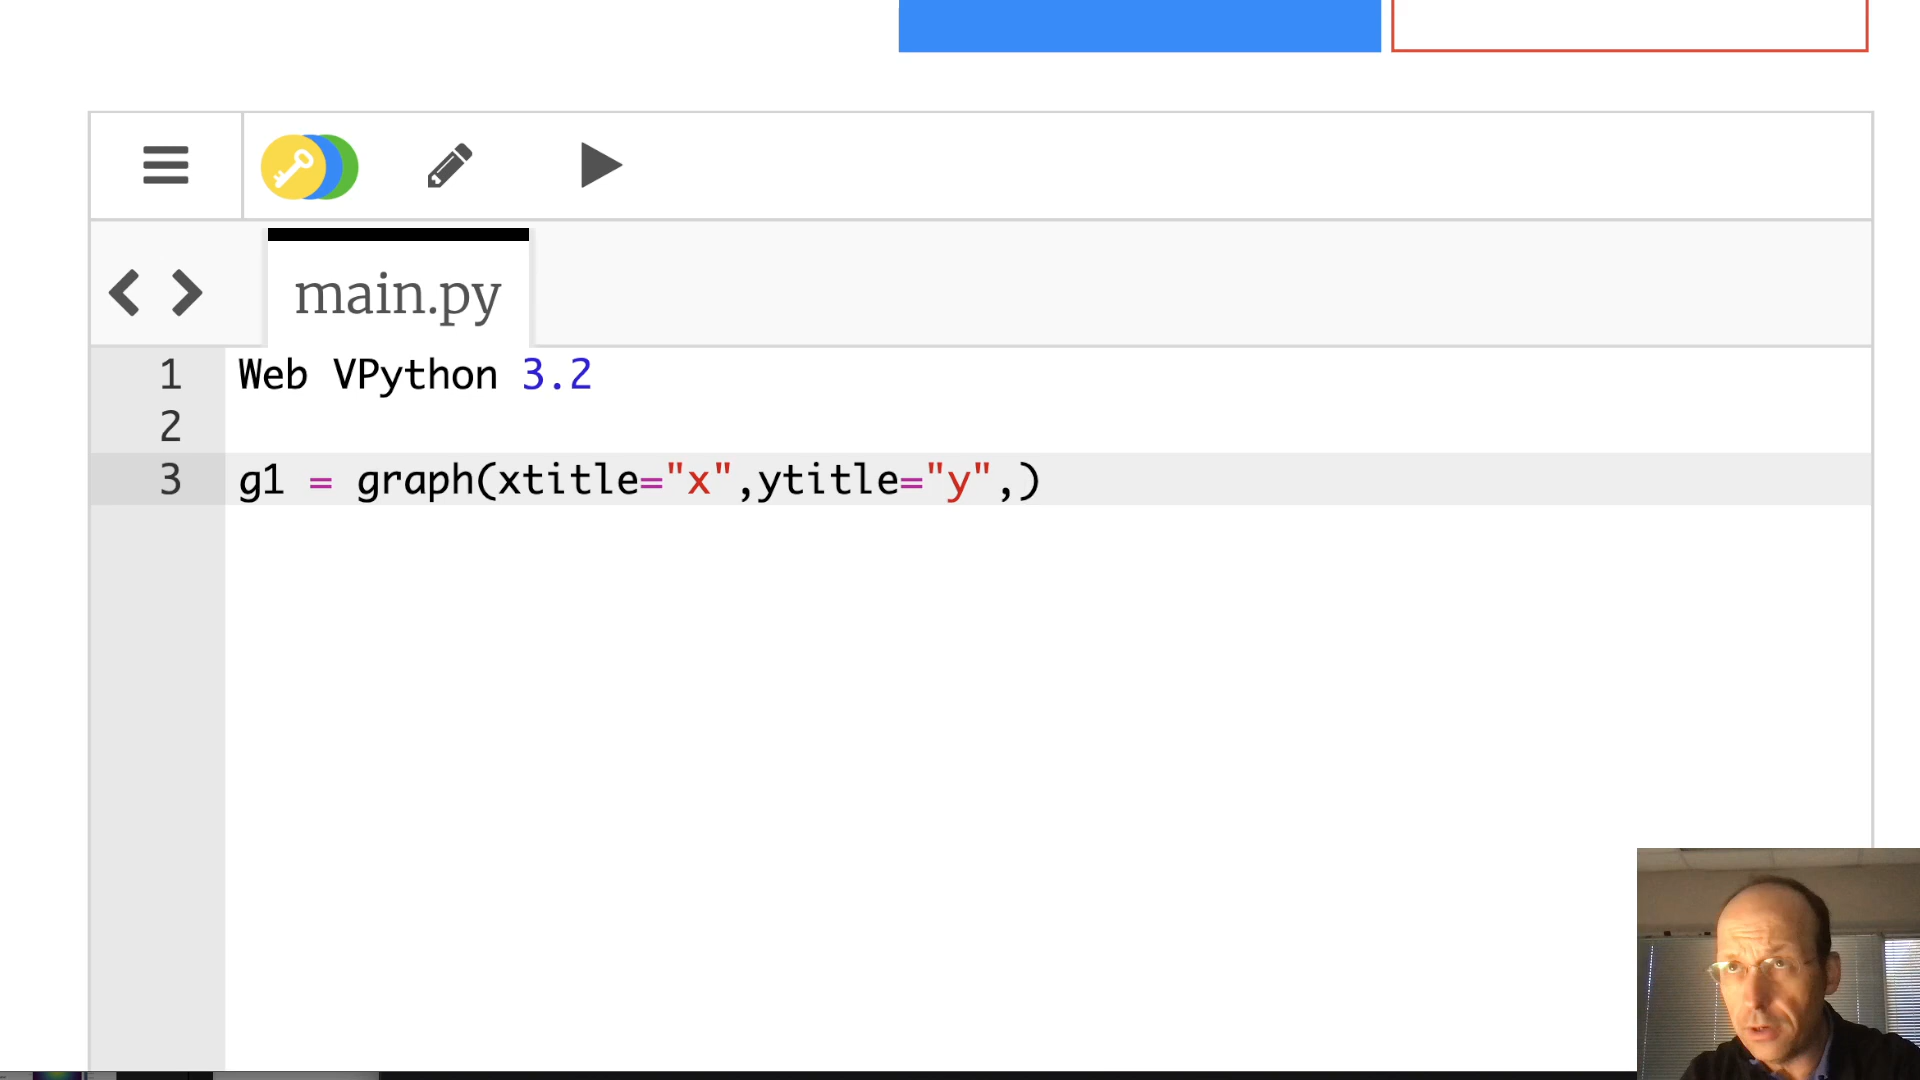 main.py
1 Web VPython 3.2
2
3 g1 = graph(xtitle="x",ytitle="y",)